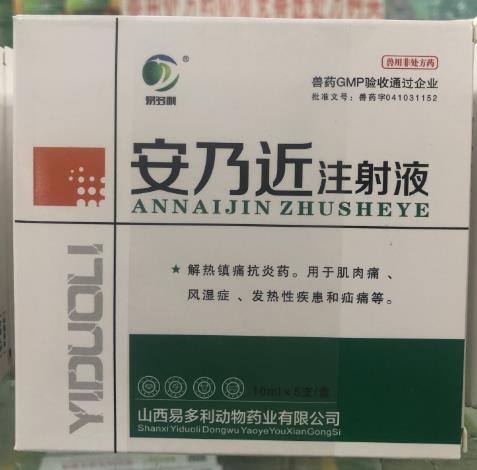 兽用非处方药
易多利®
兽药GMP验收通过企业
批准文号：兽药字041031152
安乃近注射液
ANNAIJIN ZHUSHEYE
★ 解热镇痛抗炎药。用于肌肉痛、
风湿症、发热性疾患和疝痛等。
YIDUOLI
10ml×5支/盒
山西易多利动物药业有限公司
Shanxi Yiduoli Dongwu YaoyeYouXianGongSi